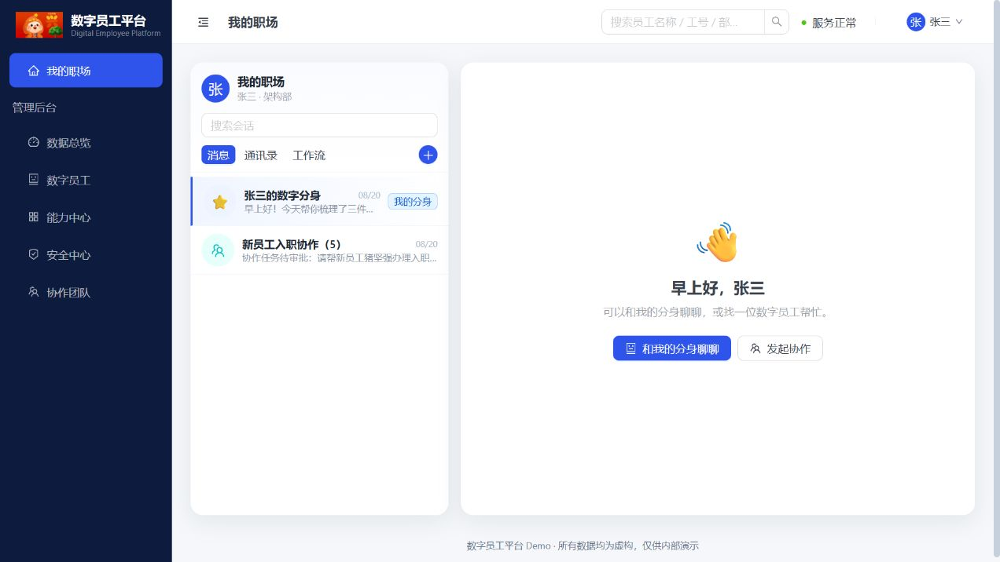 数字员工平台
Digital Employee Platform
我的职场
管理后台
数据总览
数字员工
能力中心
安全中心
协作团队
我的职场
搜索员工名称 / 工号 / 部...
服务正常
张 张三
张
我的职场
张三 · 架构部
搜索会话
消息 通讯录 工作流
张三的数字分身 08/20
早上好！今天帮你梳理了三件...
我的分身
新员工入职协作（5） 08/20
协作任务待审批：请帮新员工猪坚强办理入职...
早上好，张三
可以和我的分身聊聊，或找一位数字员工帮忙。
和我的分身聊聊 发起协作
数字员工平台 Demo · 所有数据均为虚构，仅供内部演示